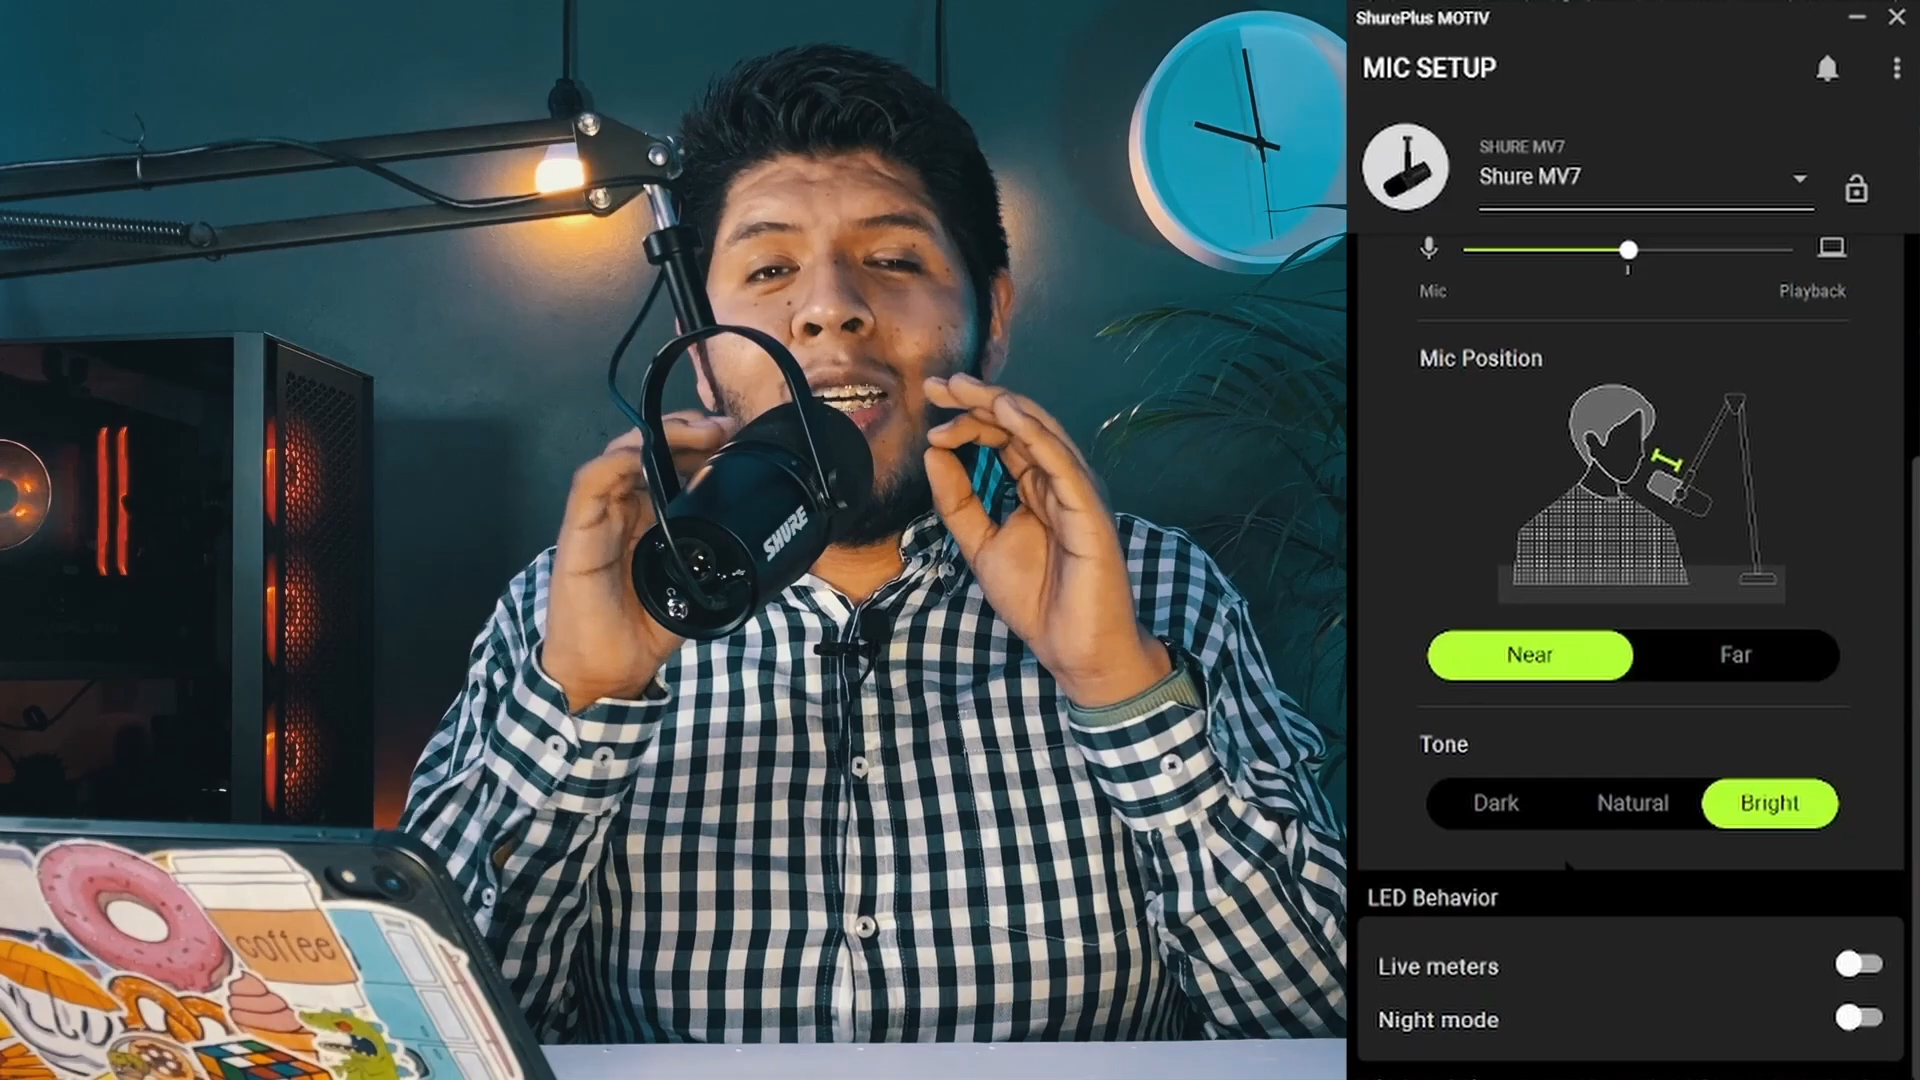 ShurePlus MOTIV
MIC SETUP
SHURE MV7
Shure MV7
Mic
Playback
Mic Position
Near
Far
Tone
Dark
Natural
Bright
LED Behavior
Live meters
Night mode
SHURE
coffee